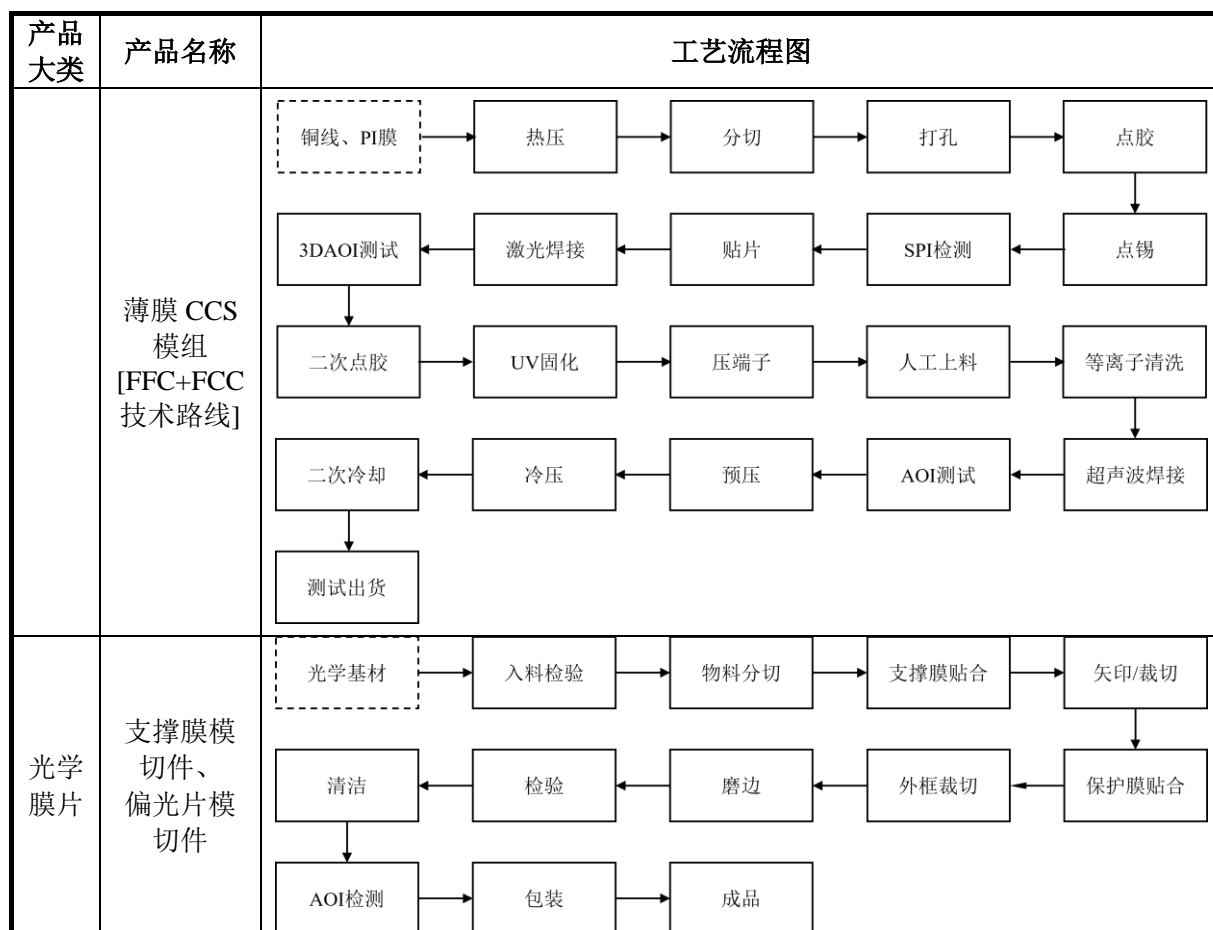 产品
大类
产品名称
工艺流程图
薄膜 CCS
模组
[FFC+FCC
技术路线]
铜线、PI膜
热压
分切
打孔
点胶
3DAOI测试
激光焊接
贴片
SPI检测
点锡
二次点胶
UV固化
压端子
人工上料
等离子清洗
二次冷却
冷压
预压
AOI测试
超声波焊接
测试出货
光学
膜片
支撑膜模
切件、
偏光片模
切件
光学基材
入料检验
物料分切
支撑膜贴合
矢印/裁切
清洁
检验
磨边
外框裁切
保护膜贴合
AOI检测
包装
成品